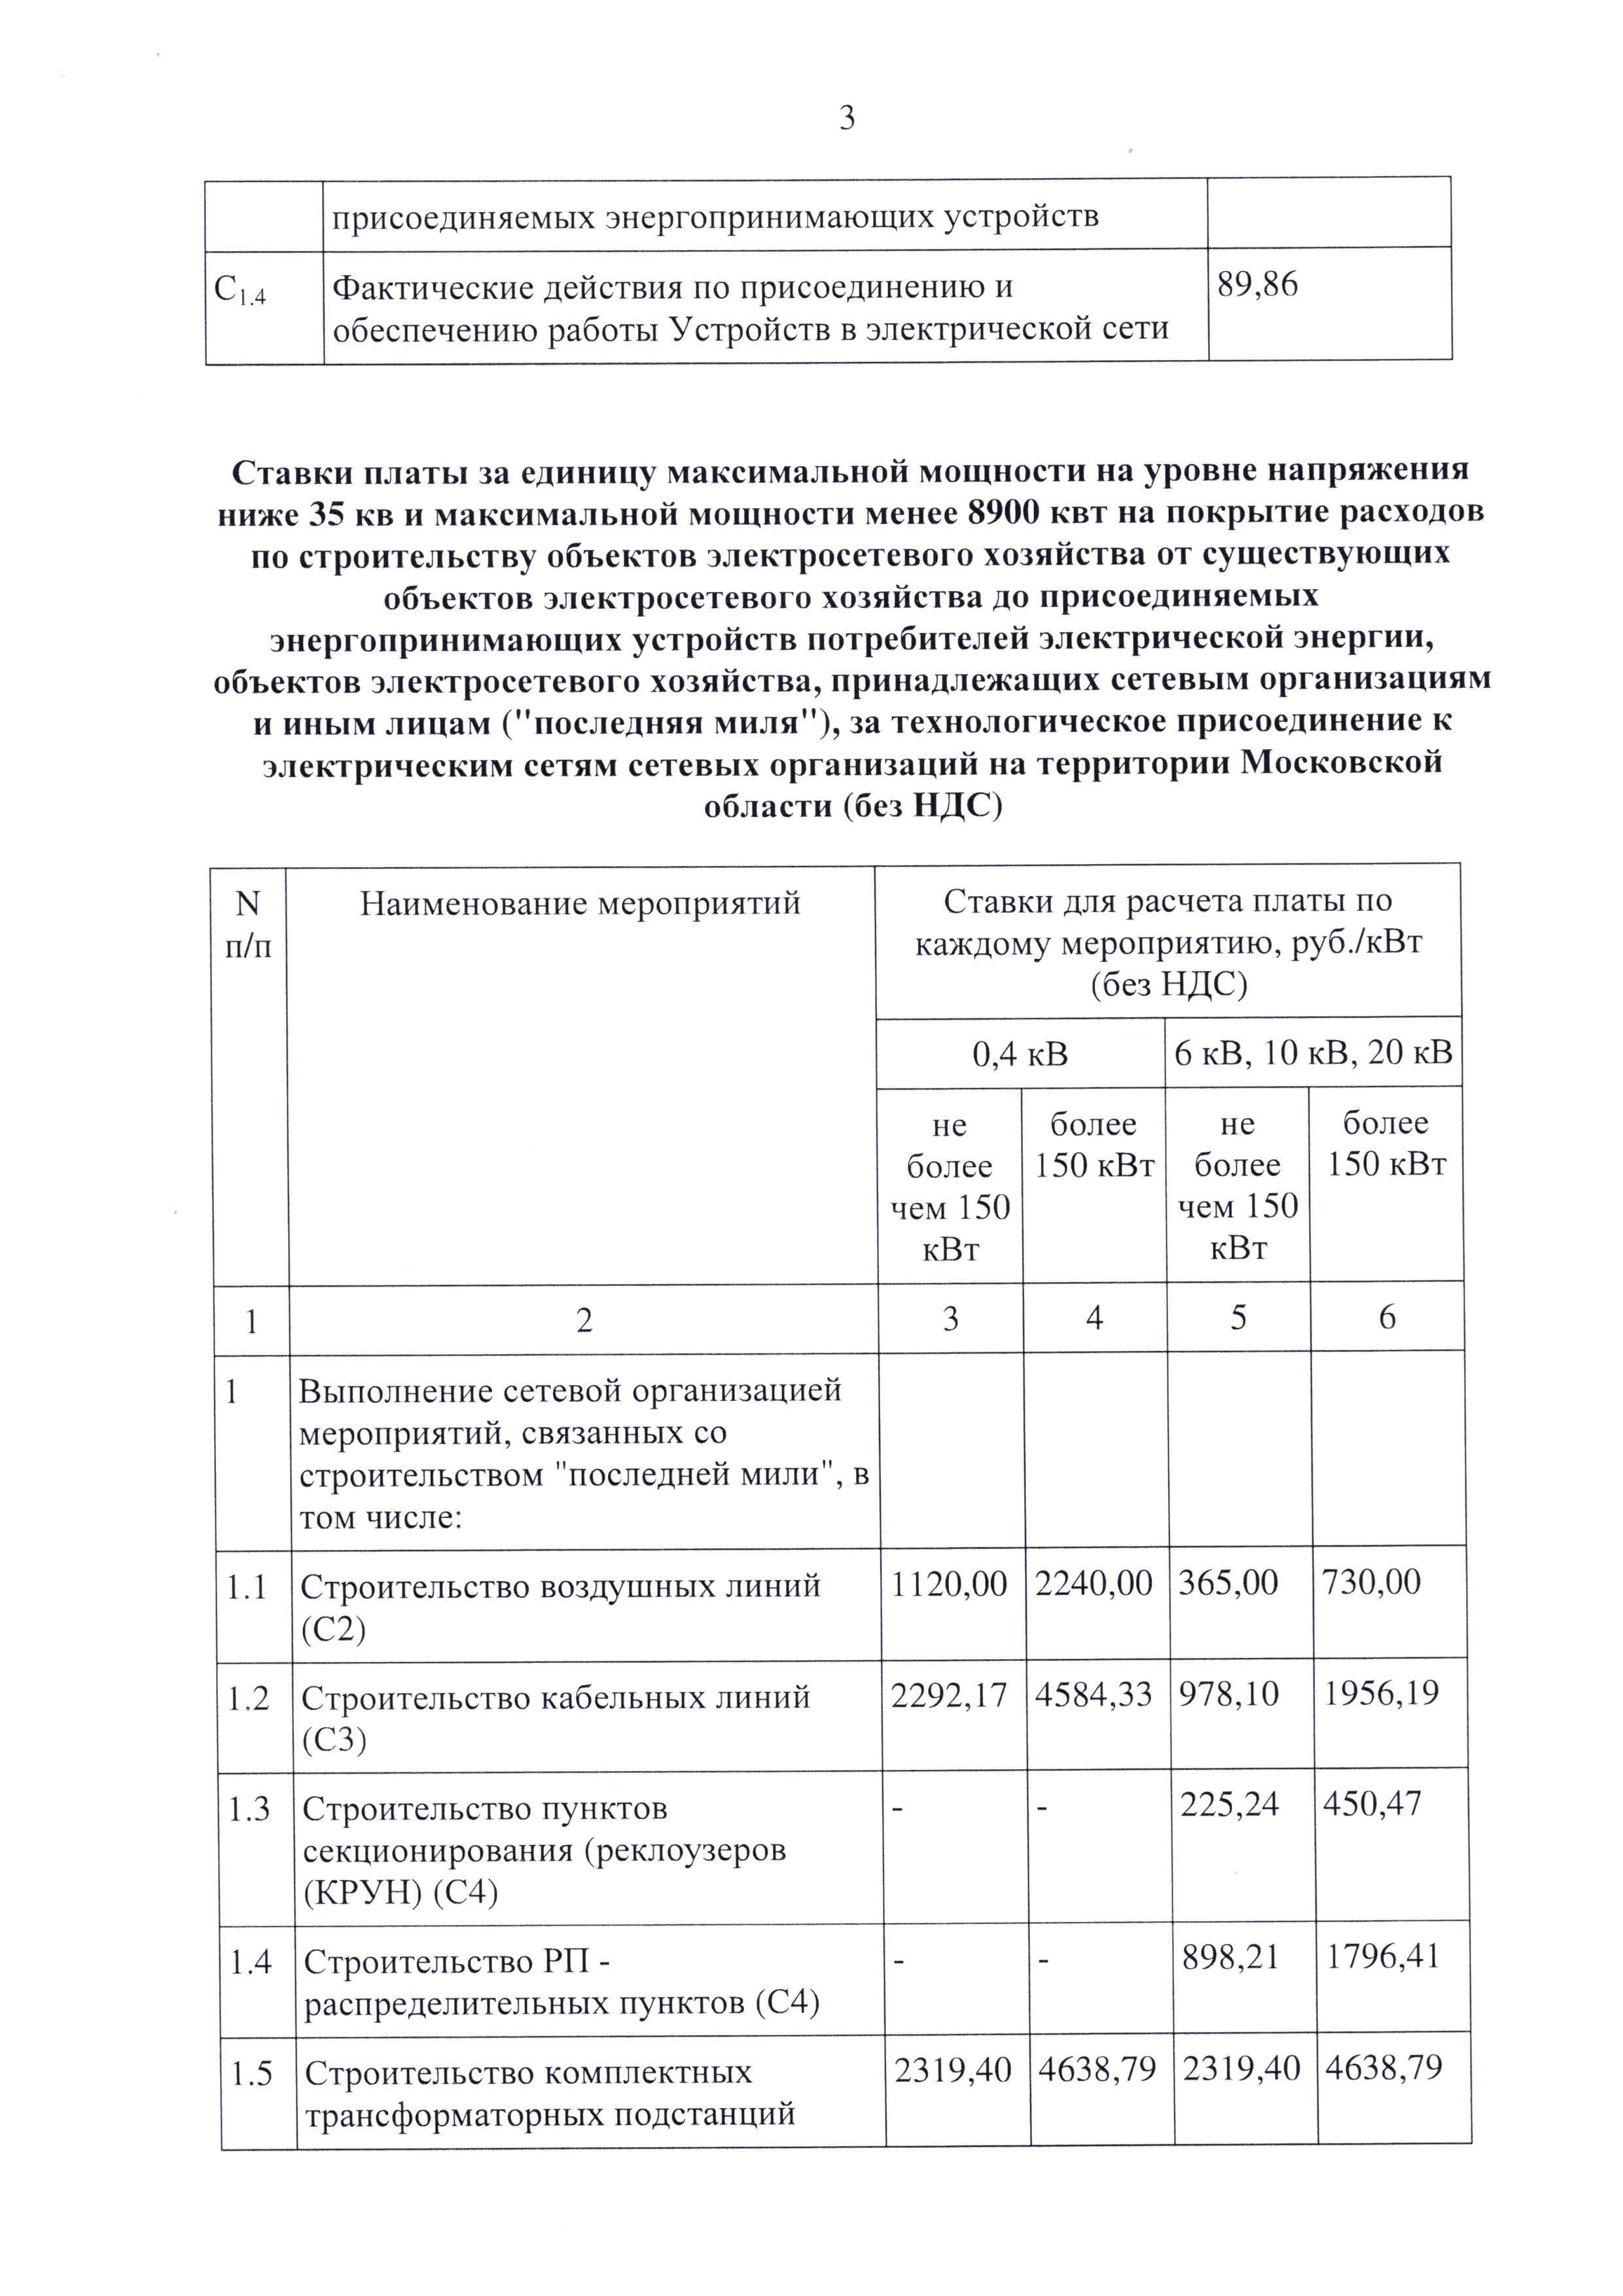 3
присоединяемых энергопринимающих устройств
C1.4 Фактические действия по присоединению и 89,86
обеспечению работы Устройств в электрической сети
Ставки платы за единицу максимальной мощности на уровне напряжения
ниже 35 кв и максимальной мощности менее 8900 квт на покрытие расходов
по строительству объектов электросетевого хозяйства от существующих
объектов электросетевого хозяйства до присоединяемых
энергопринимающих устройств потребителей электрической энергии,
объектов электросетевого хозяйства, принадлежащих сетевым организациям
и иным лицам ("последняя миля"), за технологическое присоединение к
электрическим сетям сетевых организаций на территории Московской
области (без НДС)
N
п/п
Наименование мероприятий
Ставки для расчета платы по
каждому мероприятию, руб./кВт
(без НДС)
0,4 кВ 6 кВ, 10 кВ, 20 кВ
не
более
чем 150
кВт
более
150 кВт
не
более
чем 150
кВт
более
150 кВт
1 2 3 4 5 6
1 Выполнение сетевой организацией
мероприятий, связанных со
строительством "последней мили", в
том числе:
1.1 Строительство воздушных линий 1120,00 2240,00 365,00 730,00
(С2)
1.2 Строительство кабельных линий 2292,17 4584,33 978,10 1956,19
(С3)
1.3 Строительство пунктов - - 225,24 450,47
секционирования (реклоузеров
(КРУН) (С4)
1.4 Строительство РП - - - 898,21 1796,41
распределительных пунктов (С4)
1.5 Строительство комплектных 2319,40 4638,79 2319,40 4638,79
трансформаторных подстанций